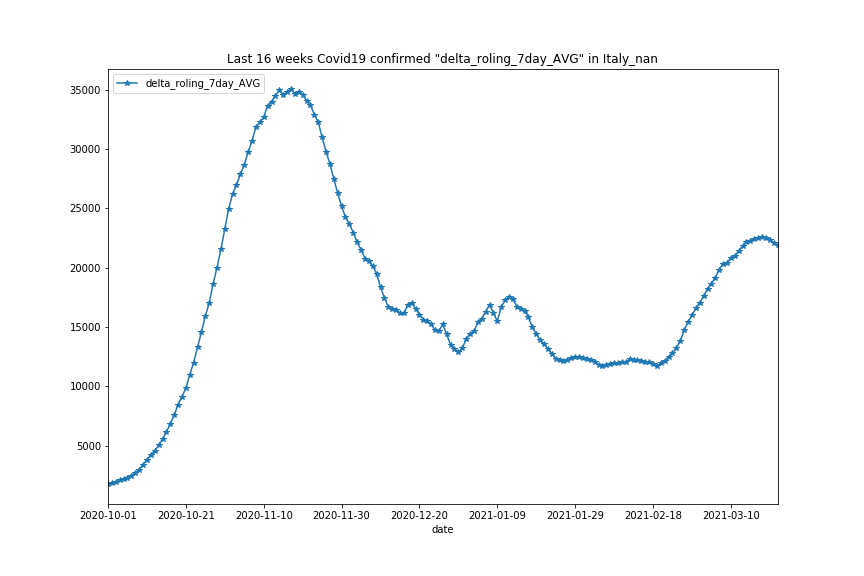 Last 16 weeks Covid19 confirmed "delta_roling_7day_AVG" in Italy_nan
delta_roling_7day_AVG
35000
30000
25000
20000
15000
10000
5000
2020-10-01 2020-10-21 2020-11-10 2020-11-30 2020-12-20 2021-01-09 2021-01-29 2021-02-18 2021-03-10
date